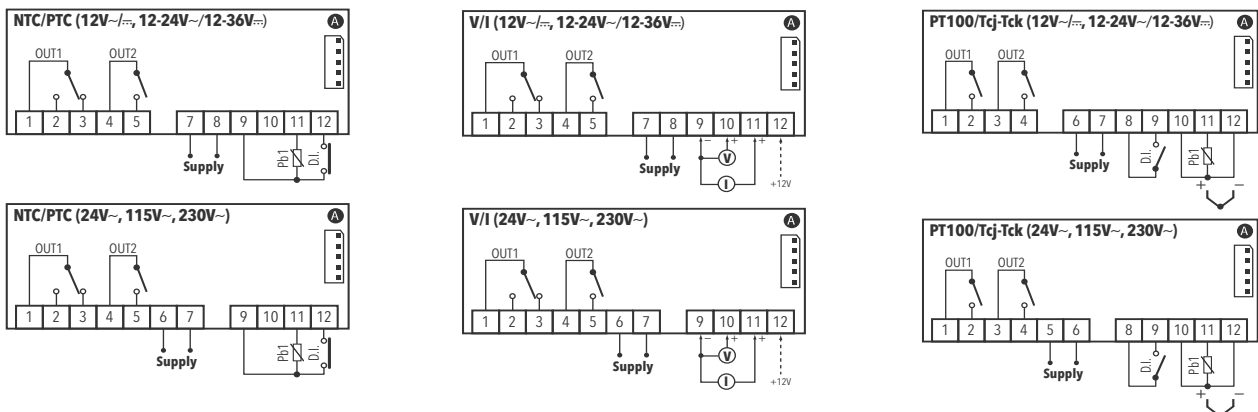 NTC/PTC (12V~/⎓, 12-24V~/12-36V⎓) A
OUT1 OUT2
1 2 3 4 5 7 8 9 10 11 12
Supply Pb1 D.I.
V/I (12V~/⎓, 12-24V~/12-36V⎓) A
OUT1 OUT2
1 2 3 4 5 7 8 9 10 11 12
Supply − + +
V
I +12V
PT100/Tcj-Tck (12V~/⎓, 12-24V~/12-36V⎓) A
OUT1 OUT2
1 2 3 4 6 7 8 9 10 11 12
Supply D.I. Pb1
+ −
NTC/PTC (24V~, 115V~, 230V~) A
OUT1 OUT2
1 2 3 4 5 6 7 9 10 11 12
Supply Pb1 D.I.
V/I (24V~, 115V~, 230V~) A
OUT1 OUT2
1 2 3 4 5 6 7 9 10 11 12
Supply − + +
V
I +12V
PT100/Tcj-Tck (24V~, 115V~, 230V~) A
OUT1 OUT2
1 2 3 4 5 6 8 9 10 11 12
Supply D.I. Pb1
+ −